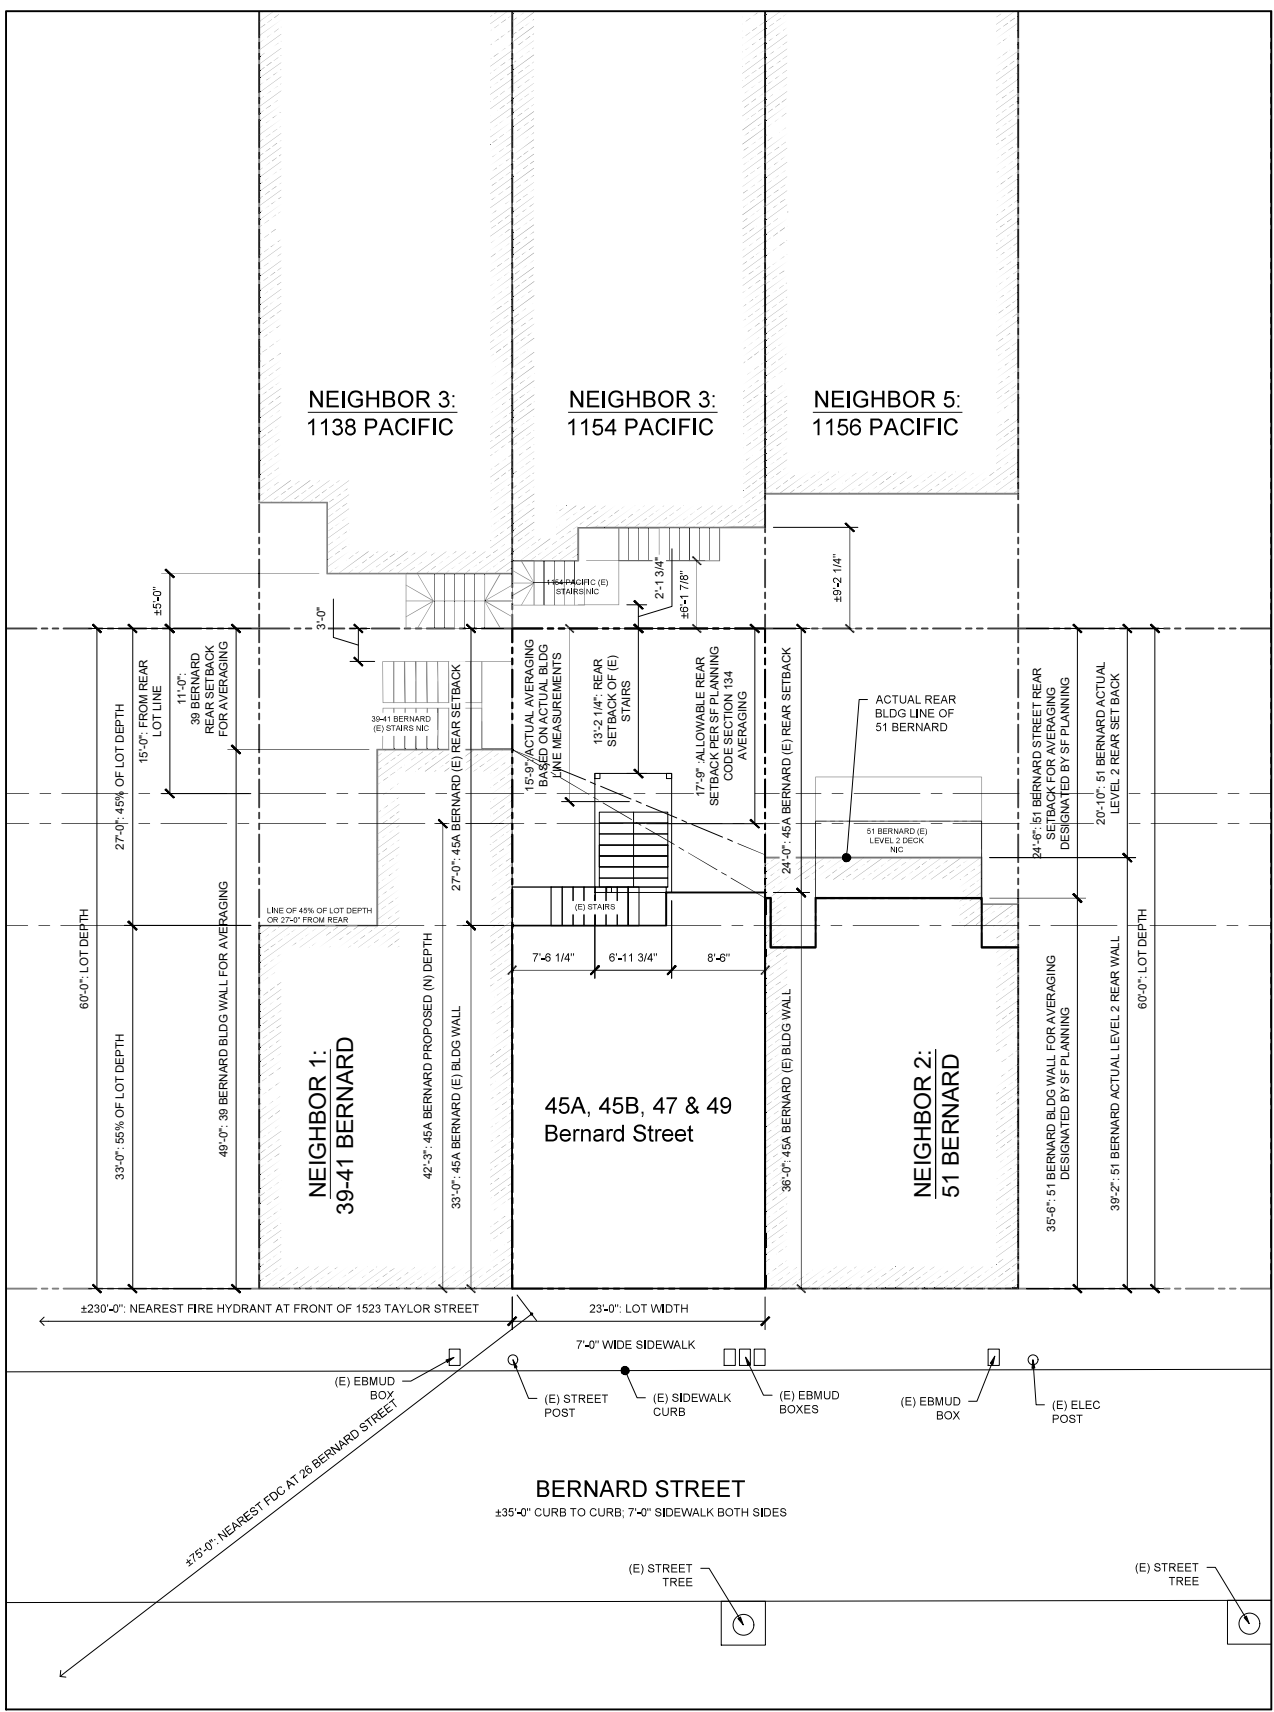 NEIGHBOR 3:
1138 PACIFIC
NEIGHBOR 3:
1154 PACIFIC
NEIGHBOR 5:
1156 PACIFIC
±5'-0"
3'-0"
1154 PACIFIC (E)
STAIRS NIC
2'-1 3/4"
±6'-1 7/8"
±9'-2 1/4"
60'-0": LOT DEPTH
27'-0": 45% OF LOT DEPTH
33'-0": 55% OF LOT DEPTH
15'-0": FROM REAR
LOT LINE
11'-0":
39 BERNARD
REAR SETBACK
FOR AVERAGING
49'-0": 39 BERNARD BLDG WALL FOR AVERAGING
39-41 BERNARD
(E) STAIRS NIC
LINE OF 45% OF LOT DEPTH
OR 27'-0" FROM REAR
27'-0": 45A BERNARD (E) REAR SETBACK
42'-3": 45A BERNARD PROPOSED (N) DEPTH
33'-0": 45A BERNARD (E) BLDG WALL
15'-9": ACTUAL AVERAGING
BASED ON ACTUAL BLDG
LINE MEASUREMENTS
13'-2 1/4": REAR
SETBACK OF (E)
STAIRS
17'-9" :ALLOWABLE REAR
SETBACK PER SF PLANNING
CODE SECTION 134
AVERAGING
24'-0": 45A BERNARD (E) REAR SETBACK
36'-0": 45A BERNARD (E) BLDG WALL
ACTUAL REAR
BLDG LINE OF
51 BERNARD
51 BERNARD (E)
LEVEL 2 DECK
NIC
24'-6": 51 BERNARD STREET REAR
SETBACK FOR AVERAGING
DESIGNATED BY SF PLANNING
20'-10": 51 BERNARD ACTUAL
LEVEL 2 REAR SET BACK
35'-6": 51 BERNARD BLDG WALL FOR AVERAGING
DESIGNATED BY SF PLANNING
39'-2": 51 BERNARD ACTUAL LEVEL 2 REAR WALL
60'-0": LOT DEPTH
(E) STAIRS
7'-6 1/4"
6'-11 3/4"
8'-6"
NEIGHBOR 1:
39-41 BERNARD
45A, 45B, 47 & 49
Bernard Street
NEIGHBOR 2:
51 BERNARD
±230'-0": NEAREST FIRE HYDRANT AT FRONT OF 1523 TAYLOR STREET
23'-0": LOT WIDTH
7'-0" WIDE SIDEWALK
(E) EBMUD
BOX
(E) STREET
POST
(E) SIDEWALK
CURB
(E) EBMUD
BOXES
(E) EBMUD
BOX
(E) ELEC
POST
±75'-0": NEAREST FDC AT 26 BERNARD STREET
BERNARD STREET
±35'-0" CURB TO CURB; 7'-0" SIDEWALK BOTH SIDES
(E) STREET
TREE
(E) STREET
TREE